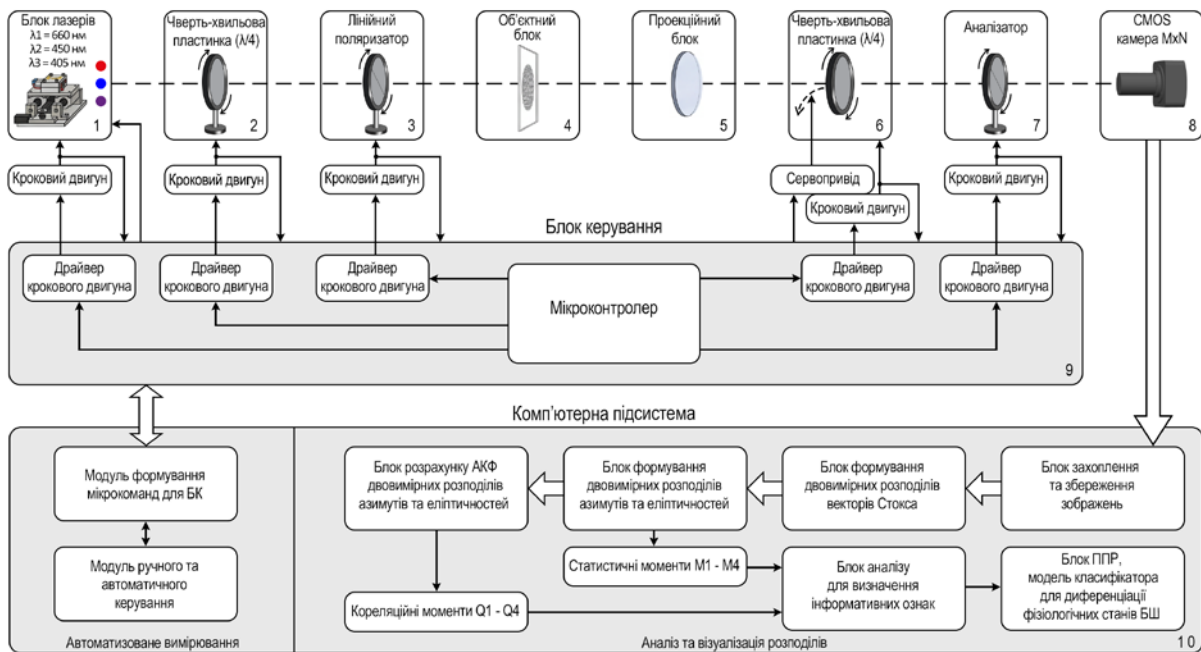 Блок лазерів
λ1 = 660 нм
λ2 = 450 нм
λ3 = 405 нм
1
Чверть-хвильова
пластинка (λ/4)
2
Лінійний
поляризатор
3
Об'єктний
блок
4
Проекційний
блок
5
Чверть-хвильова
пластинка (λ/4)
6
Аналізатор
7
CMOS
камера MxN
8
Кроковий двигун
Кроковий двигун
Кроковий двигун
Сервопривід
Кроковий двигун
Кроковий двигун
Блок керування
Драйвер
крокового двигуна
Драйвер
крокового двигуна
Драйвер
крокового двигуна
Мікроконтролер
Драйвер
крокового двигуна
Драйвер
крокового двигуна
9
Комп'ютерна підсистема
Модуль формування
мікрокоманд для БК
Модуль ручного та
автоматичного
керування
Автоматизоване вимірювання
Блок розрахунку АКФ
двовимірних розподілів
азимутів та еліптичностей
Блок формування
двовимірних розподілів
азимутів та еліптичностей
Блок формування
двовимірних розподілів
векторів Стокса
Блок захоплення
та збереження
зображень
Статистичні моменти М1 - М4
Кореляційні моменти Q1 - Q4
Блок аналізу
для визначення
інформативних ознак
Блок ППР,
модель класифікатора
для диференціації
фізіологічних станів БШ
Аналіз та візуалізація розподілів
10